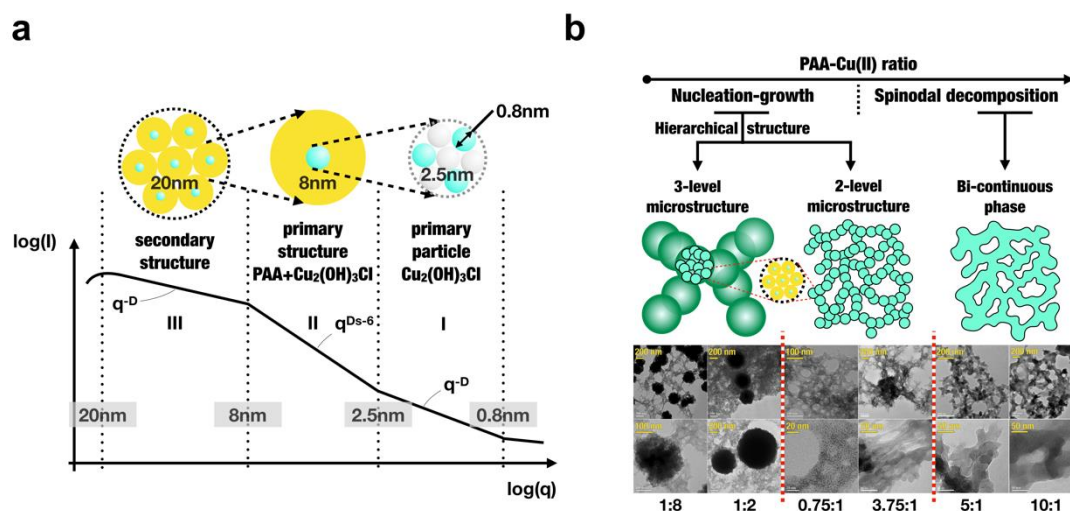 a
0.8nm
20nm
8nm
2.5nm
log(I)
secondary
structure
primary
structure
PAA+Cu₂(OH)₃Cl
primary
particle
Cu₂(OH)₃Cl
q⁻ᴰ
III
II
qᴰˢ⁻⁶
I
q⁻ᴰ
20nm
8nm
2.5nm
0.8nm
log(q)
b
PAA-Cu(II) ratio
Nucleation-growth
Spinodal decomposition
Hierarchical
structure
3-level
microstructure
2-level
microstructure
Bi-continuous
phase
200 nm
200 nm
100 nm
200 nm
100 nm
20 nm
50 nm
1:8
1:2
0.75:1
3.75:1
5:1
10:1